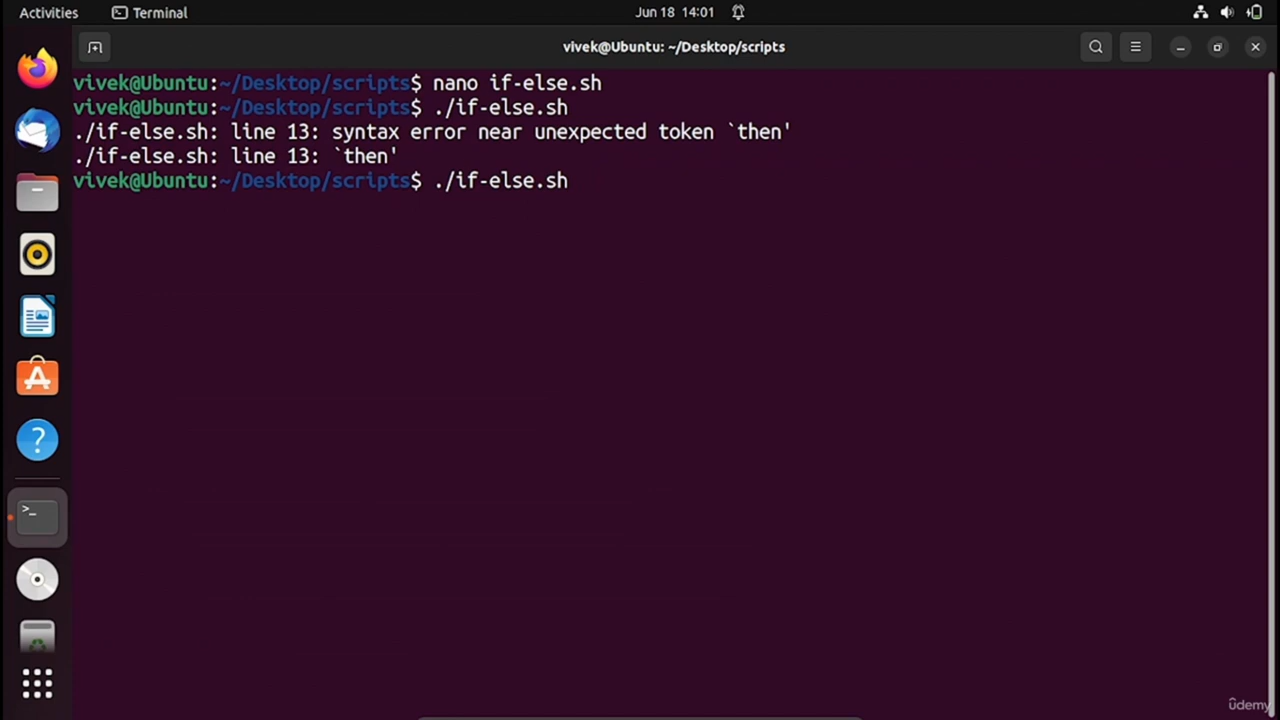 Activities Terminal Jun 18 14:01
vivek@Ubuntu: ~/Desktop/scripts
vivek@Ubuntu:~/Desktop/scripts$ nano if-else.sh
vivek@Ubuntu:~/Desktop/scripts$ ./if-else.sh
./if-else.sh: line 13: syntax error near unexpected token `then'
./if-else.sh: line 13: `then'
vivek@Ubuntu:~/Desktop/scripts$ ./if-else.sh
ûdemy